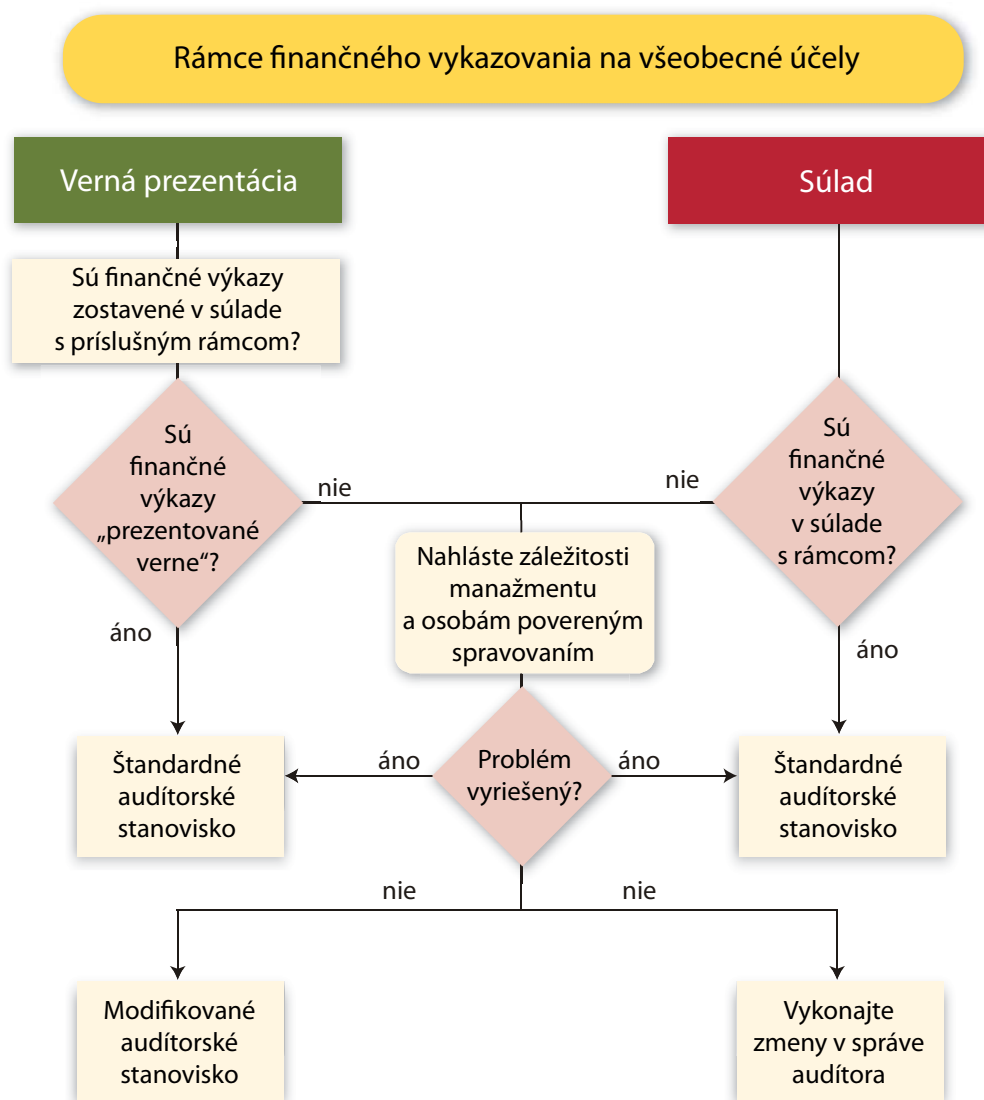 Rámce finančného vykazovania na všeobecné účely
Verná prezentácia
Súlad
Sú finančné výkazy
zostavené v súlade
s príslušným rámcom?
Sú
finančné
výkazy
„prezentované
verne“?
Sú
finančné
výkazy
v súlade
s rámcom?
nie
nie
Nahláste záležitosti
manažmentu
a osobám povereným
spravovaním
áno
áno
Štandardné
audítorské
stanovisko
áno
Problém
vyriešený?
áno
Štandardné
audítorské
stanovisko
nie
nie
Modifikované
audítorské
stanovisko
Vykonajte
zmeny v správe
audítora